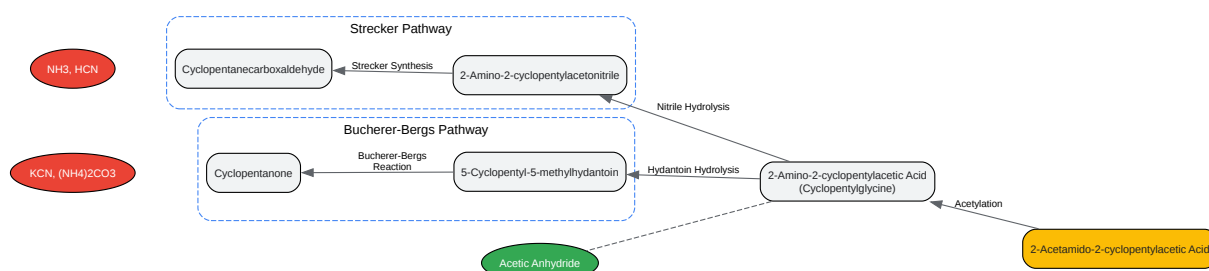 Strecker Pathway
NH3, HCN
Cyclopentanecarboxaldehyde
Strecker Synthesis
2-Amino-2-cyclopentylacetonitrile
Nitrile Hydrolysis
Bucherer-Bergs Pathway
KCN, (NH4)2CO3
Cyclopentanone
Bucherer-Bergs
Reaction
5-Cyclopentyl-5-methylhydantoin
Hydantoin Hydrolysis
2-Amino-2-cyclopentylacetic Acid
(Cyclopentylglycine)
Acetylation
Acetic Anhydride
2-Acetamido-2-cyclopentylacetic Acid